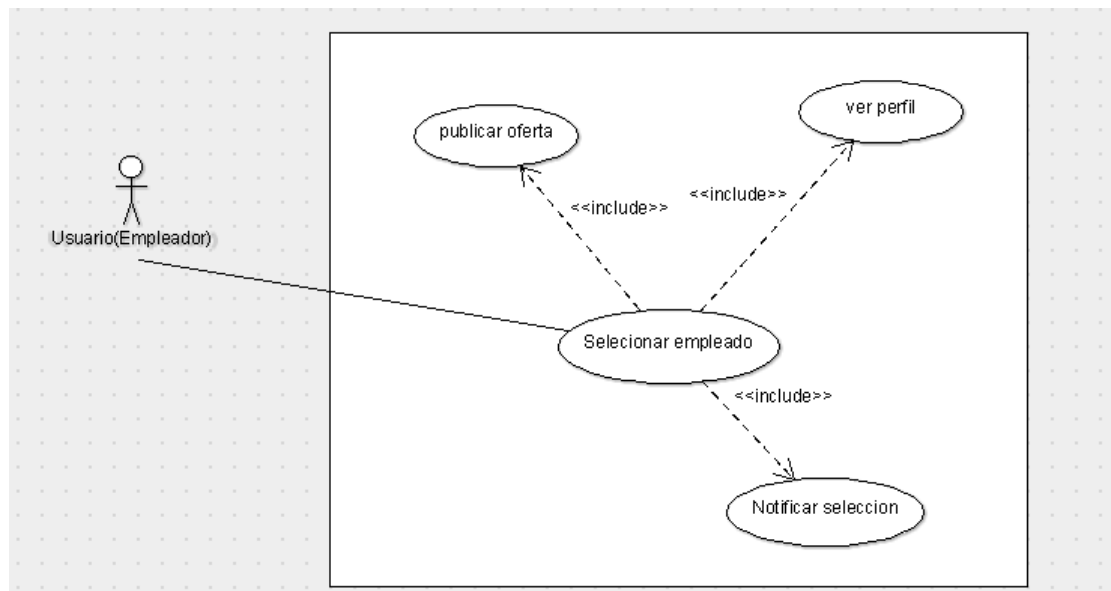 ver perfil
publicar oferta
<<include>>
<<include>>
Usuario(Empleador)
Selecionar empleado
<<include>>
Notificar seleccion